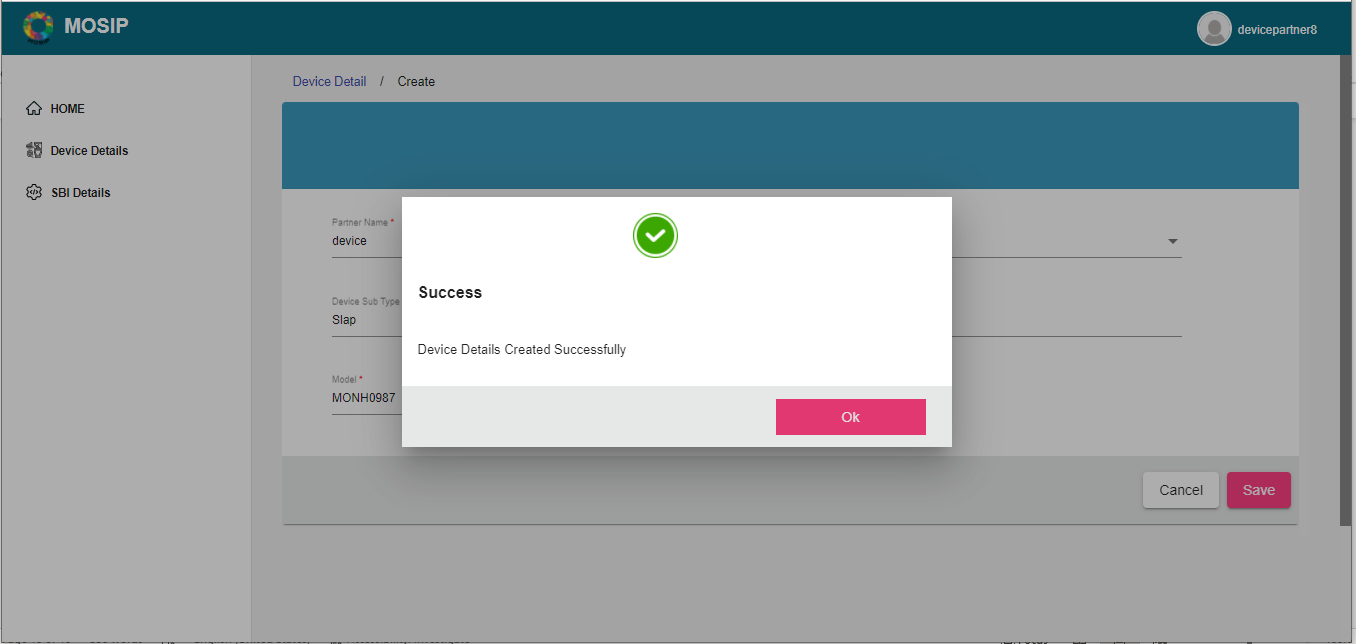 MOSIP
devicepartner8
Device Detail / Create
HOME
Device Details
SBI Details
Partner Name *
device
Device Sub Type
Slap
Model *
MONH0987
Success
Device Details Created Successfully
Ok
Cancel
Save